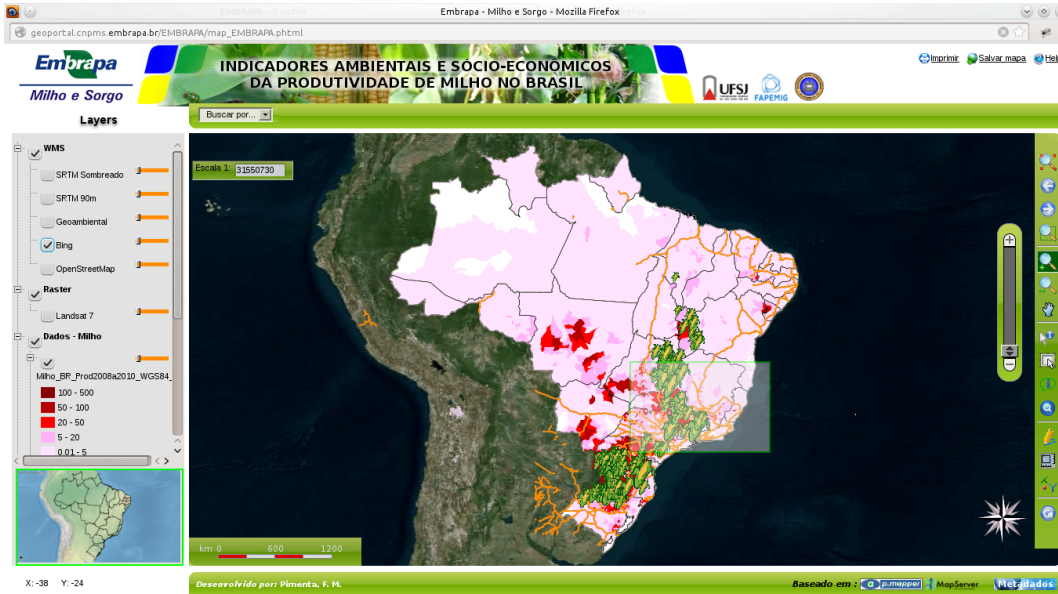 Embrapa - Milho e Sorgo - Mozilla Firefox
geoportal.cnpms.embrapa.br/EMBRAPA/map_EMBRAPA.phtml
Embrapa
Milho e Sorgo
INDICADORES AMBIENTAIS E SÓCIO-ECONÔMICOS
DA PRODUTIVIDADE DE MILHO NO BRASIL
UFSJ
FAPEMIG
Imprimir
Salvar mapa
Hel
Layers
Buscar por...
WMS
SRTM Sombreado
SRTM 90m
Geoambiental
Bing
OpenStreetMap
Raster
Landsat 7
Dados - Milho
Milho_BR_Prod2008a2010_WGS84_
100 - 500
50 - 100
20 - 50
5 - 20
0.01 - 5
Escala 1: 31550730
km 0 600 1200
X: -38 Y: -24
Desenvolvido por: Pimenta, F. M.
Baseado em : p.mapper MapServer Metadados